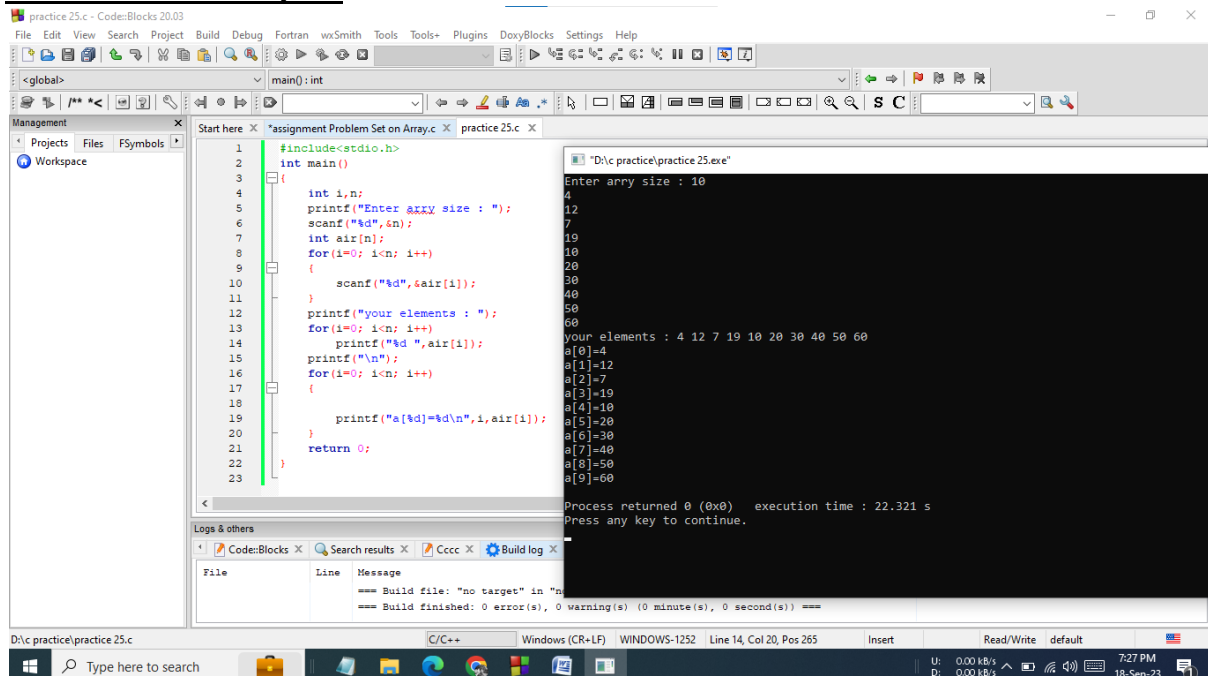 practice 25.c - Code::Blocks 20.03
File Edit View Search Project Build Debug Fortran wxSmith Tools Tools+ Plugins DoxyBlocks Settings Help
<global>
main() : int
/** *<
S C
Management
Projects Files FSymbols
Workspace
Start here *assignment Problem Set on Array.c practice 25.c
1 #include<stdio.h>
2 int main()
3 {
4 int i,n;
5 printf("Enter arry size : ");
6 scanf("%d",&n);
7 int air[n];
8 for(i=0; i<n; i++)
9 {
10 scanf("%d",&air[i]);
11 }
12 printf("your elements : ");
13 for(i=0; i<n; i++)
14 printf("%d ",air[i]);
15 printf("\n");
16 for(i=0; i<n; i++)
17 {
18
19 printf("a[%d]=%d\n",i,air[i]);
20 }
21 return 0;
22 }
23
"D:\c practice\practice 25.exe"
Enter arry size : 10
4
12
7
19
10
20
30
40
50
60
your elements : 4 12 7 19 10 20 30 40 50 60
a[0]=4
a[1]=12
a[2]=7
a[3]=19
a[4]=10
a[5]=20
a[6]=30
a[7]=40
a[8]=50
a[9]=60
Process returned 0 (0x0) execution time : 22.321 s
Press any key to continue.
Logs & others
Code::Blocks Search results Cccc Build log
File Line Message
=== Build file: "no target" in "n
=== Build finished: 0 error(s), 0 warning(s) (0 minute(s), 0 second(s)) ===
D:\c practice\practice 25.c C/C++ Windows (CR+LF) WINDOWS-1252 Line 14, Col 20, Pos 265 Insert Read/Write default
Type here to search
U: 0.00 kB/s
D: 0.00 kB/s
7:27 PM
18-Sep-23